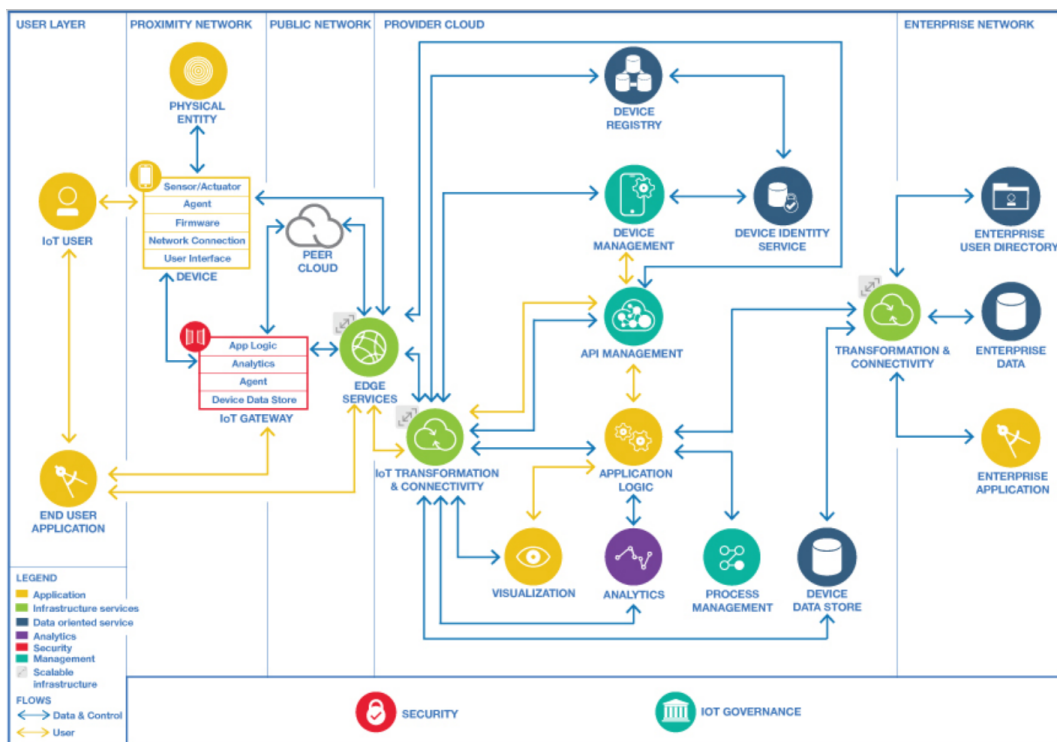 USER LAYER
PROXIMITY NETWORK
PUBLIC NETWORK
PROVIDER CLOUD
ENTERPRISE NETWORK
PHYSICAL
ENTITY
DEVICE
REGISTRY
Sensor/Actuator
Agent
Firmware
Network Connection
User Interface
DEVICE
IoT USER
PEER
CLOUD
DEVICE
MANAGEMENT
DEVICE IDENTITY
SERVICE
ENTERPRISE
USER DIRECTORY
App Logic
Analytics
Agent
Device Data Store
IoT GATEWAY
EDGE
SERVICES
API MANAGEMENT
TRANSFORMATION &
CONNECTIVITY
ENTERPRISE
DATA
IoT TRANSFORMATION
& CONNECTIVITY
APPLICATION
LOGIC
ENTERPRISE
APPLICATION
END USER
APPLICATION
VISUALIZATION
ANALYTICS
PROCESS
MANAGEMENT
DEVICE
DATA STORE
LEGEND
Application
Infrastructure services
Data oriented service
Analytics
Security
Management
Scalable
infrastructure
FLOWS
Data & Control
User
SECURITY
IOT GOVERNANCE